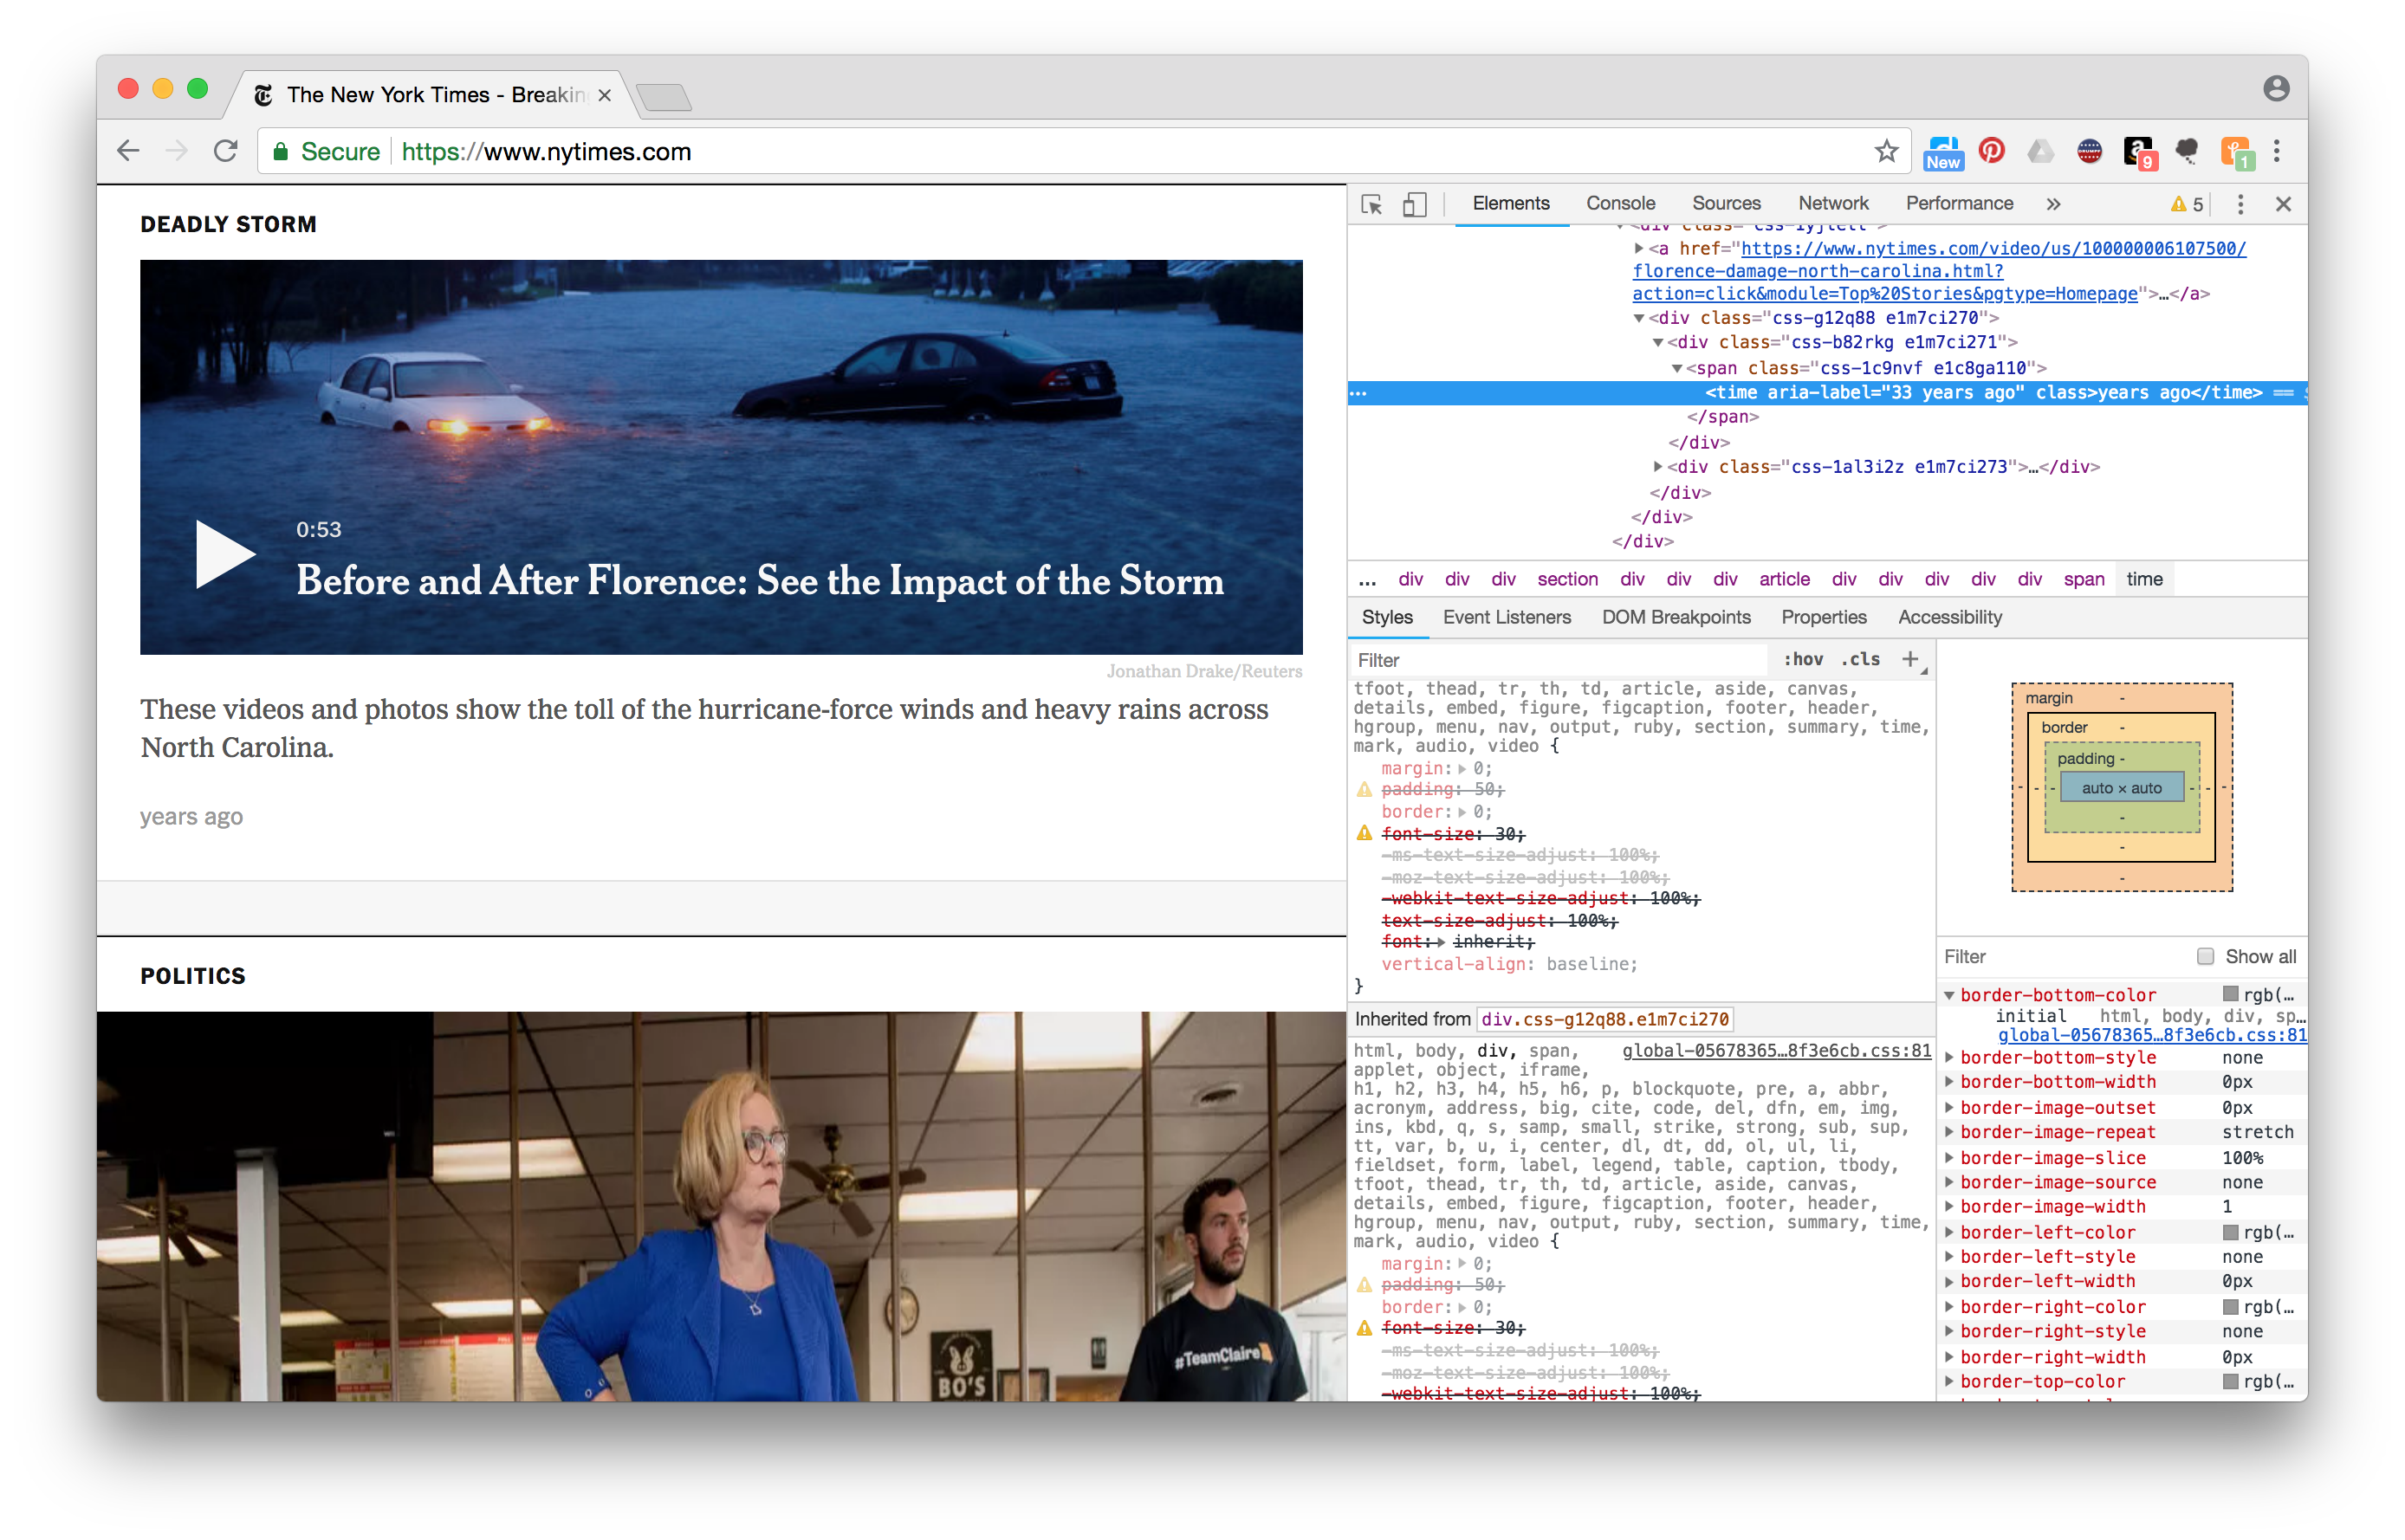 The New York Times - Breakin
Secure https://www.nytimes.com
New
9
1
DEADLY STORM
0:53
Before and After Florence: See the Impact of the Storm
Jonathan Drake/Reuters
These videos and photos show the toll of the hurricane-force winds and heavy rains across
North Carolina.
years ago
POLITICS
#TeamClaire
BO'S
Elements Console Sources Network Performance » 5
<a href="https://www.nytimes.com/video/us/100000006107500/
florence-damage-north-carolina.html?
action=click&module=Top%20Stories&pgtype=Homepage">…</a>
<div class="css-g12q88 e1m7ci270">
<div class="css-b82rkg e1m7ci271">
<span class="css-1c9nvf e1c8ga110">
… <time aria-label="33 years ago" class>years ago</time> ==
</span>
</div>
<div class="css-1al3i2z e1m7ci273">…</div>
</div>
</div>
</div>
... div div div section div div div article div div div div div span time
Styles Event Listeners DOM Breakpoints Properties Accessibility
Filter :hov .cls +
tfoot, thead, tr, th, td, article, aside, canvas,
details, embed, figure, figcaption, footer, header,
hgroup, menu, nav, output, ruby, section, summary, time,
mark, audio, video {
margin: 0;
padding: 50;
border: 0;
font-size: 30;
-ms-text-size-adjust: 100%;
-moz-text-size-adjust: 100%;
-webkit-text-size-adjust: 100%;
text-size-adjust: 100%;
font: inherit;
vertical-align: baseline;
}
Inherited from div.css-g12q88.e1m7ci270
html, body, div, span, global-05678365…8f3e6cb.css:81
applet, object, iframe,
h1, h2, h3, h4, h5, h6, p, blockquote, pre, a, abbr,
acronym, address, big, cite, code, del, dfn, em, img,
ins, kbd, q, s, samp, small, strike, strong, sub, sup,
tt, var, b, u, i, center, dl, dt, dd, ol, ul, li,
fieldset, form, label, legend, table, caption, tbody,
tfoot, thead, tr, th, td, article, aside, canvas,
details, embed, figure, figcaption, footer, header,
hgroup, menu, nav, output, ruby, section, summary, time,
mark, audio, video {
margin: 0;
padding: 50;
border: 0;
font-size: 30;
-ms-text-size-adjust: 100%;
-moz-text-size-adjust: 100%;
-webkit-text-size-adjust: 100%;
margin -
border -
padding -
auto × auto
- - - - - -
-
-
-
Filter Show all
border-bottom-color rgb(…
initial html, body, div, sp…
global-05678365…8f3e6cb.css:81
border-bottom-style none
border-bottom-width 0px
border-image-outset 0px
border-image-repeat stretch
border-image-slice 100%
border-image-source none
border-image-width 1
border-left-color rgb(…
border-left-style none
border-left-width 0px
border-right-color rgb(…
border-right-style none
border-right-width 0px
border-top-color rgb(…